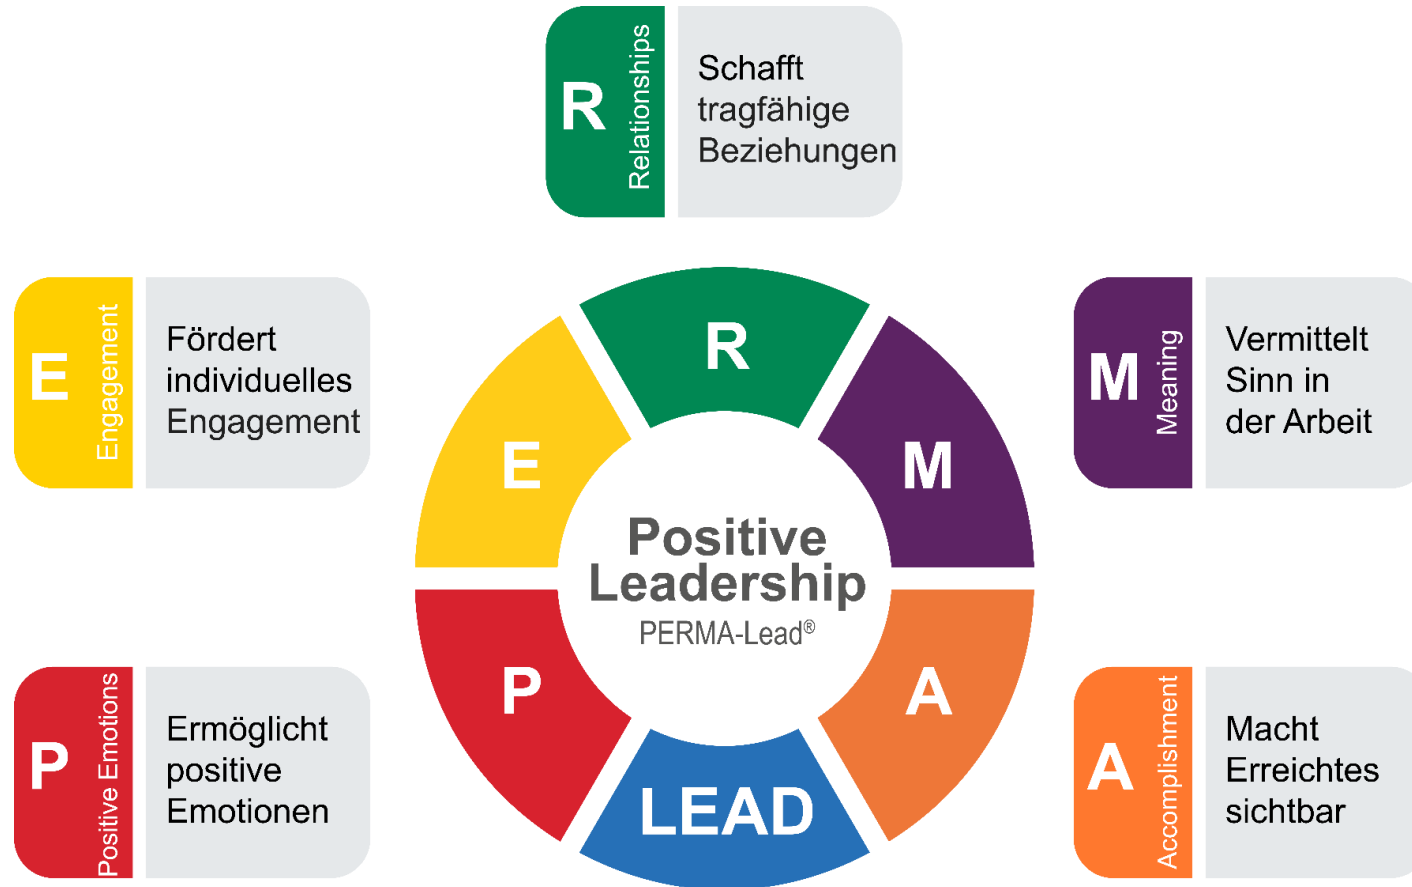 R
Relationships
Schafft
tragfähige
Beziehungen
E
Engagement
Fördert
individuelles
Engagement
M
Meaning
Vermittelt
Sinn in
der Arbeit
R
E
M
Positive
Leadership
PERMA-Lead®
P
A
LEAD
P
Positive Emotions
Ermöglicht
positive
Emotionen
A
Accomplishment
Macht
Erreichtes
sichtbar